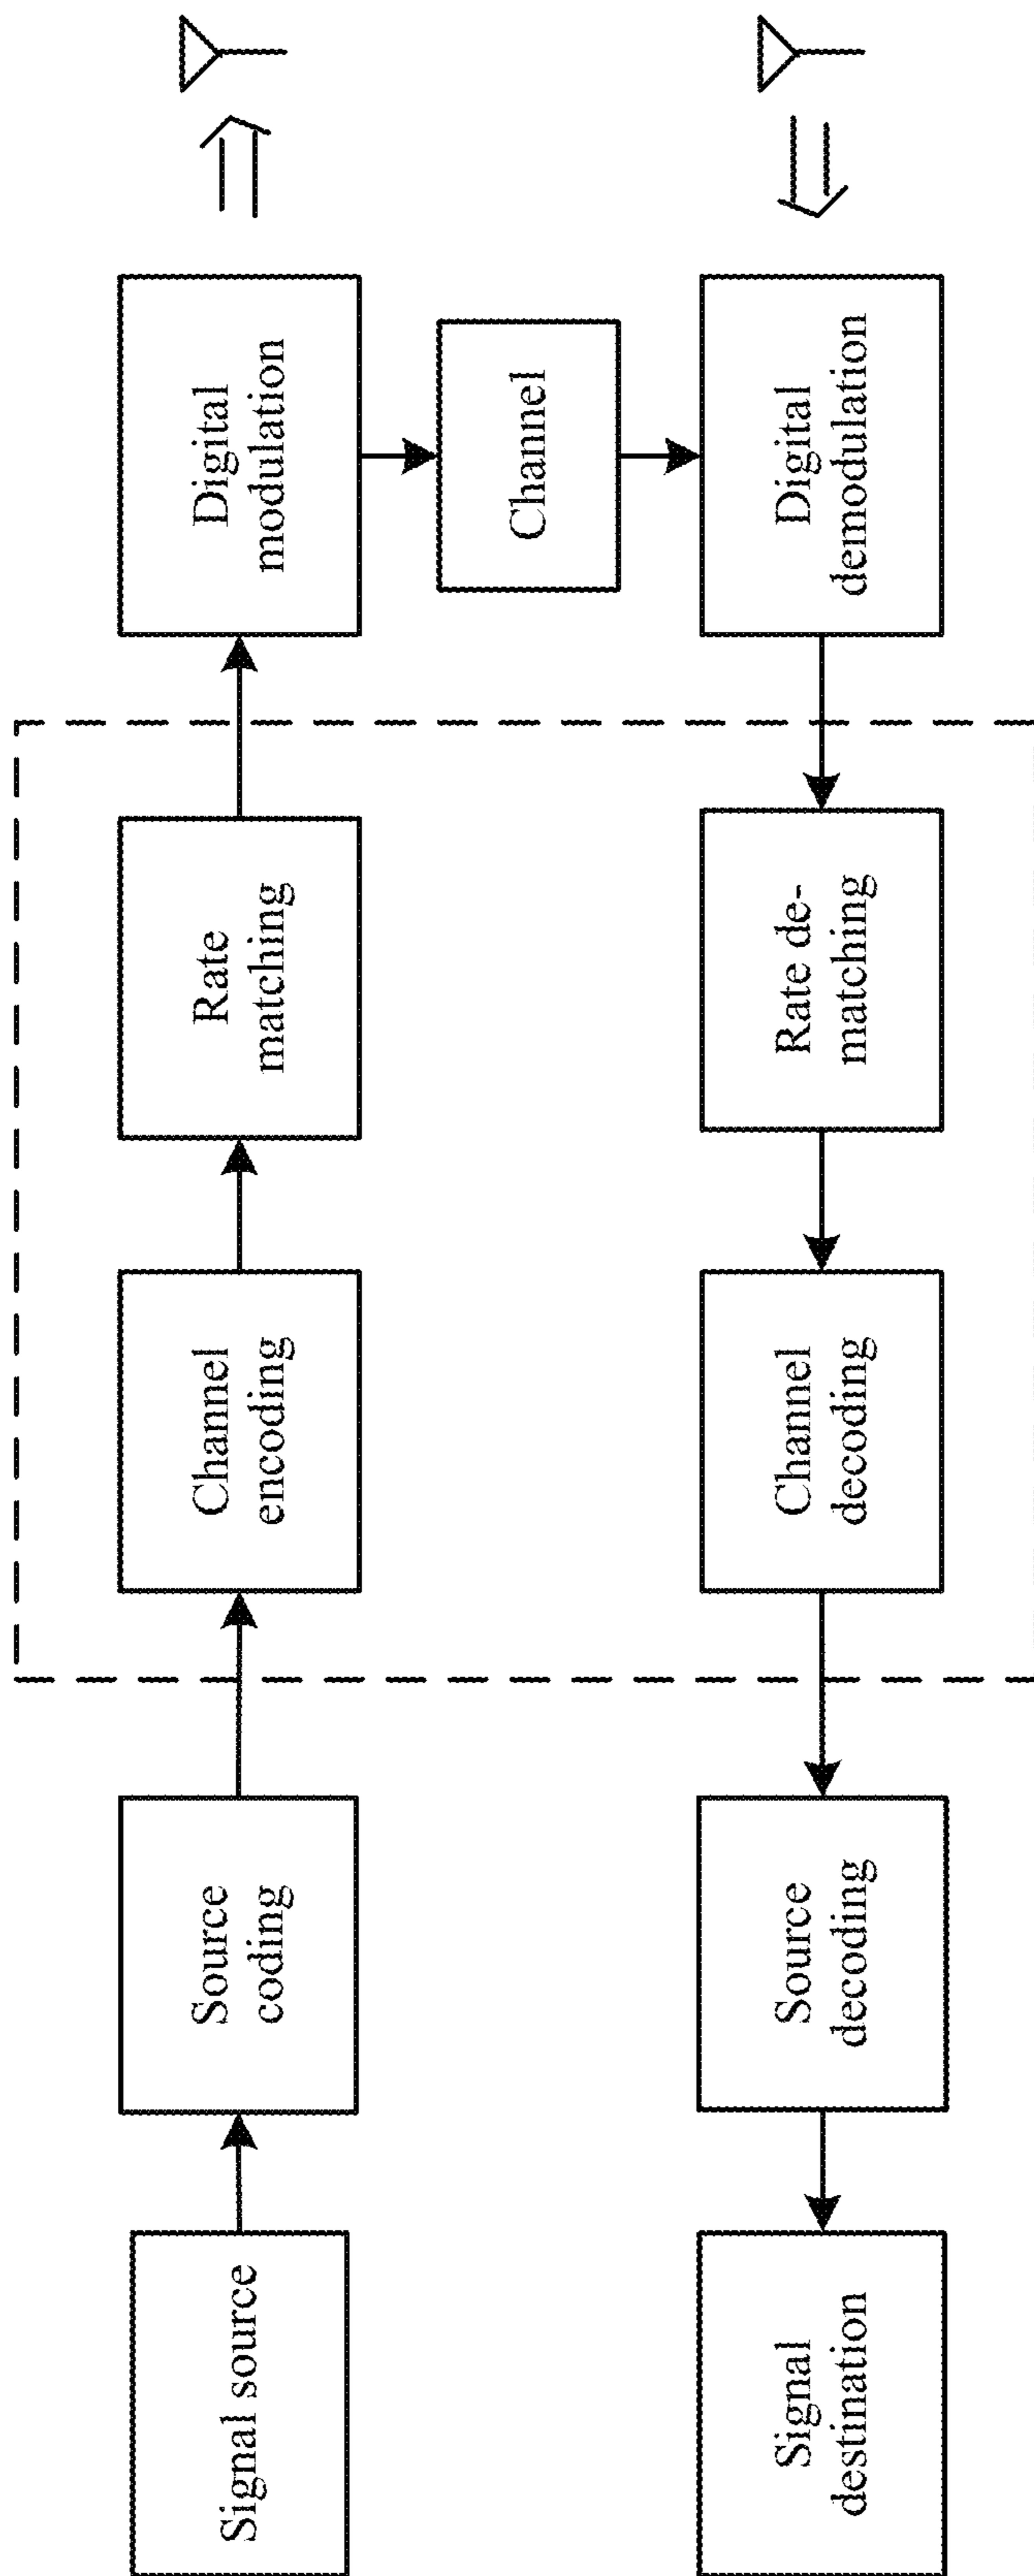 Signal source
Source
coding
Channel
encoding
Rate
matching
Digital
modulation
Channel
Signal
destination
Source
decoding
Channel
decoding
Rate de-
matching
Digital
demodulation